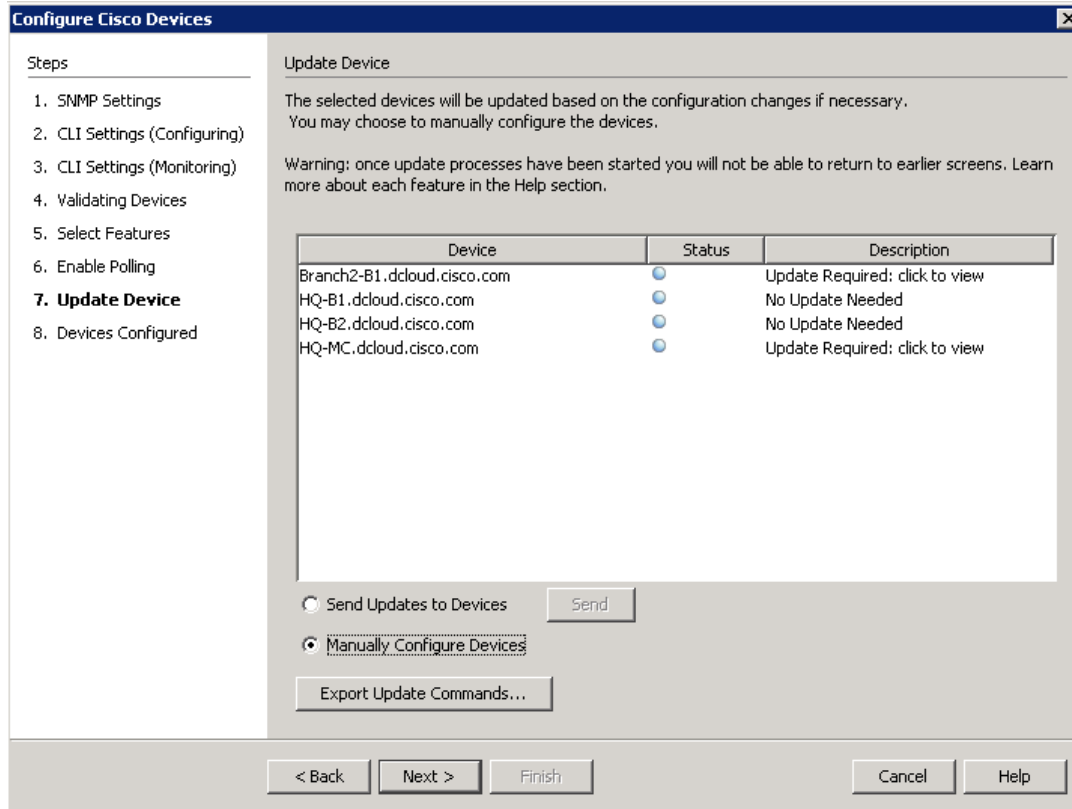 Configure Cisco Devices
Steps
1. SNMP Settings
2. CLI Settings (Configuring)
3. CLI Settings (Monitoring)
4. Validating Devices
5. Select Features
6. Enable Polling
7. Update Device
8. Devices Configured
Update Device
The selected devices will be updated based on the configuration changes if necessary.
You may choose to manually configure the devices.
Warning: once update processes have been started you will not be able to return to earlier screens. Learn
more about each feature in the Help section.
Device Status Description
Branch2-B1.dcloud.cisco.com Update Required: click to view
HQ-B1.dcloud.cisco.com No Update Needed
HQ-B2.dcloud.cisco.com No Update Needed
HQ-MC.dcloud.cisco.com Update Required: click to view
Send Updates to Devices Send
Manually Configure Devices
Export Update Commands...
< Back Next > Finish Cancel Help